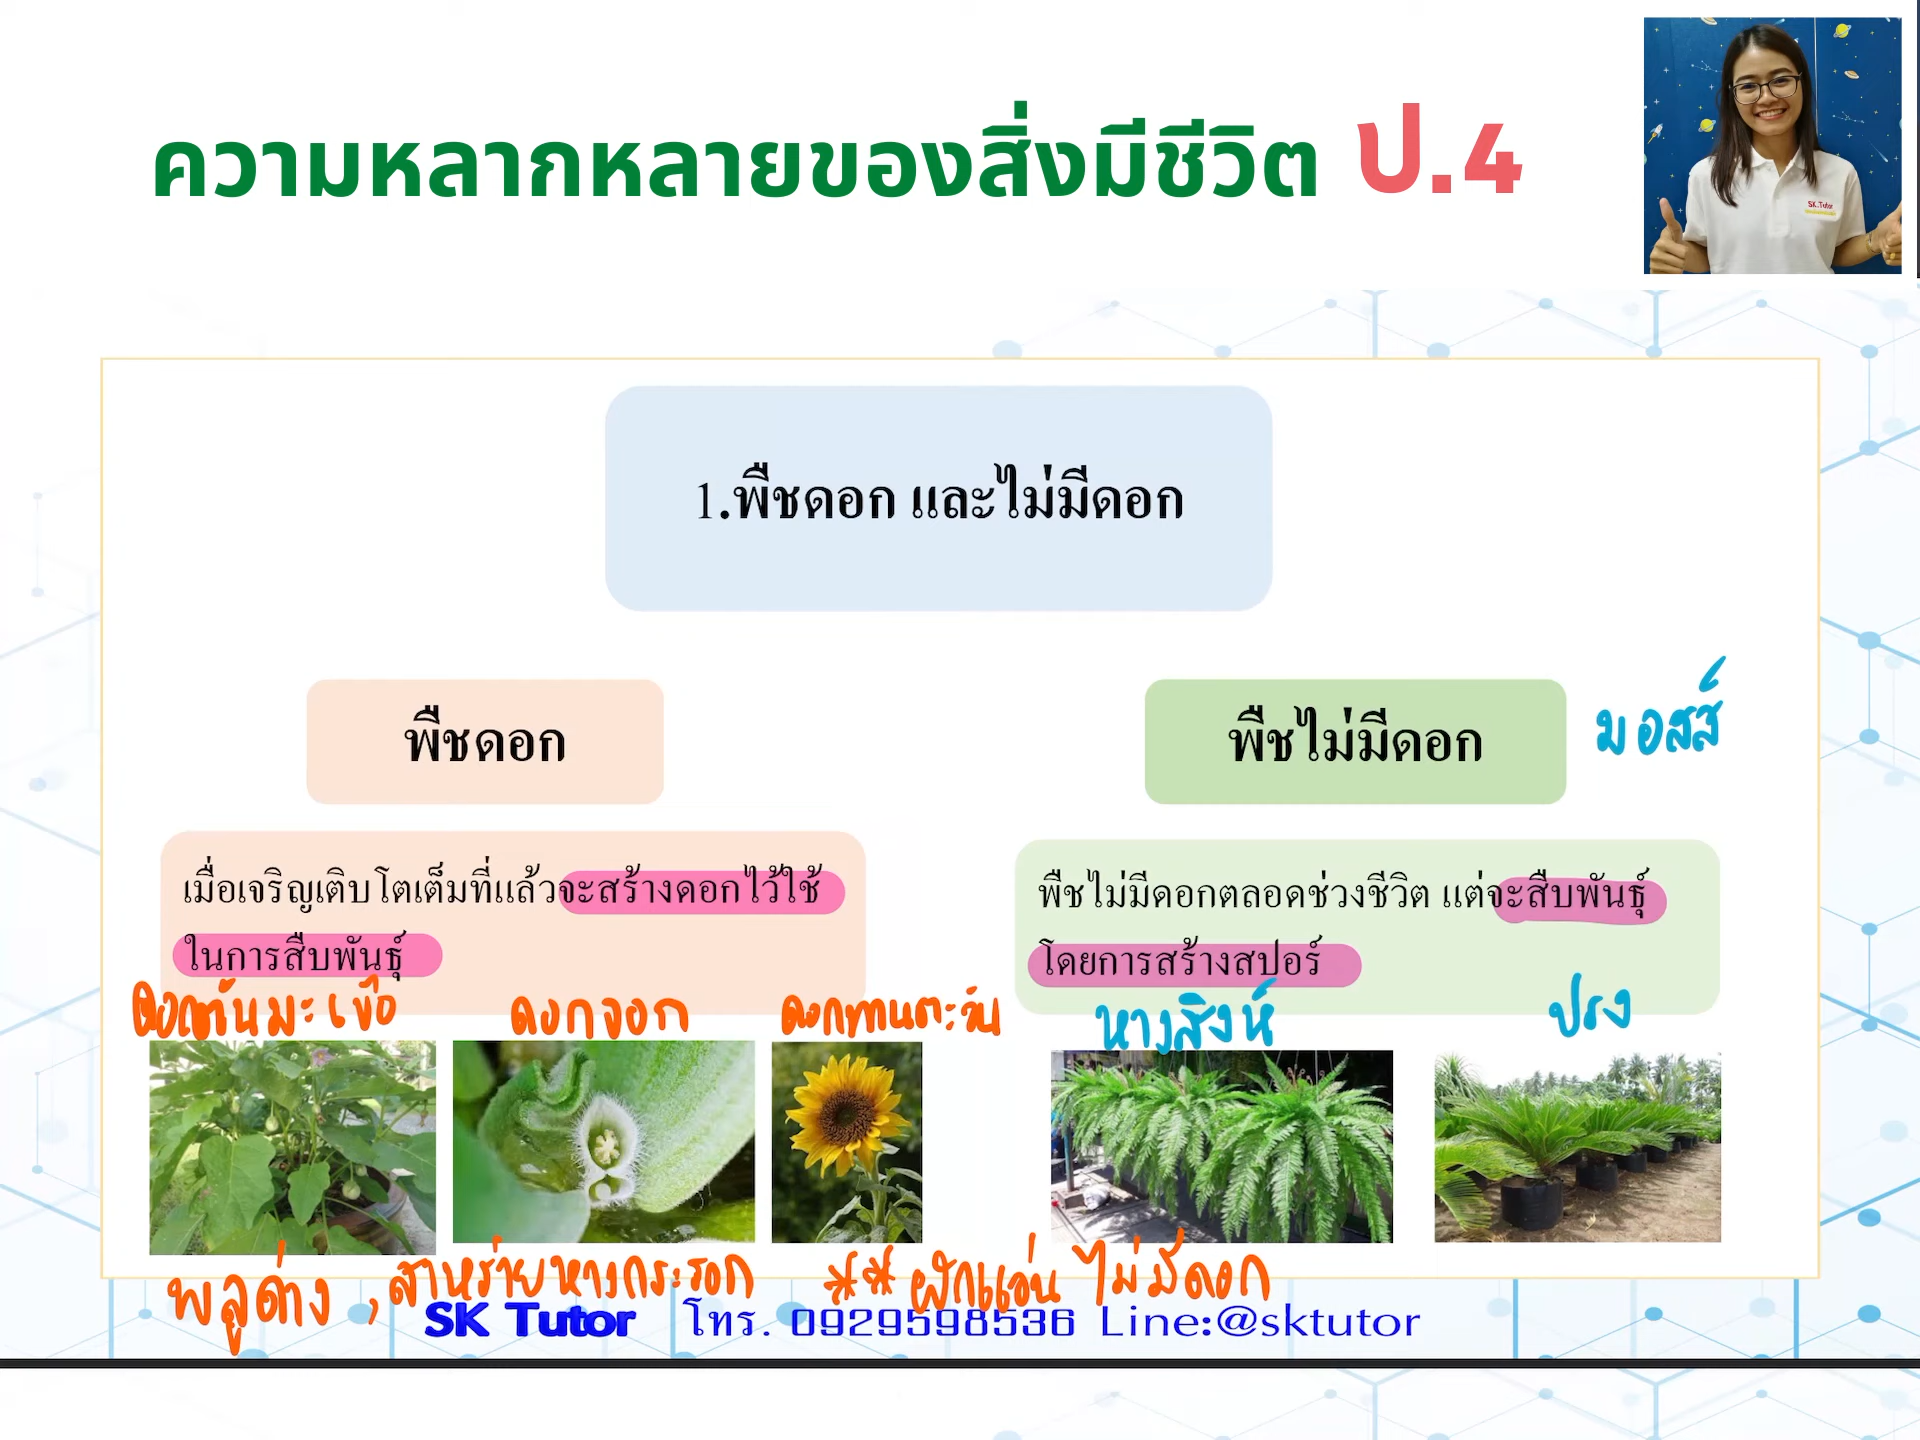 ความหลากหลายของสิ่งมีชีวิต ป.4
SK.Tutor
1.พืชดอก และไม่มีดอก
พืชดอก
พืชไม่มีดอก
มอสส์
เมื่อเจริญเติบโตเต็มที่แล้วจะสร้างดอกไว้ใช้
ในการสืบพันธุ์
พืชไม่มีดอกตลอดช่วงชีวิต แต่จะสืบพันธุ์
โดยการสร้างสปอร์
ดอกต้นมะเขือ
ดอกจอก
ดอกทานตะวัน
หางสิงห์
ปรง
พลูด่าง , สาหร่ายหางกระรอก
**ผักแว่น ไม่มีดอก
SK Tutor โทร. 0929598536 Line:@sktutor